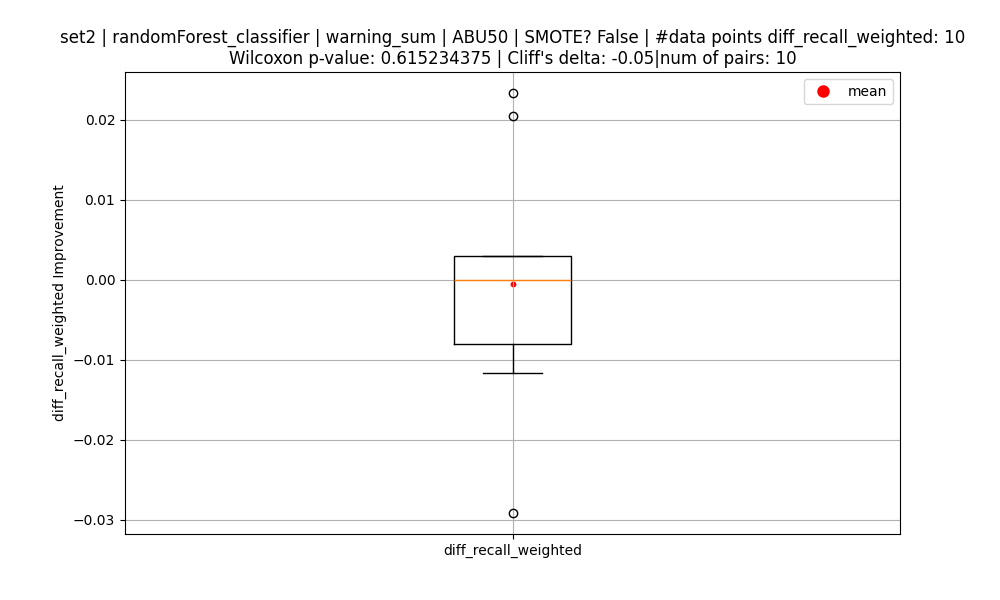 set2 | randomForest_classifier | warning_sum | ABU50 | SMOTE? False | #data points diff_recall_weighted: 10
Wilcoxon p-value: 0.615234375 | Cliff's delta: -0.05|num of pairs: 10
mean
0.02
0.01
0.00
−0.01
−0.02
−0.03
diff_recall_weighted Improvement
diff_recall_weighted